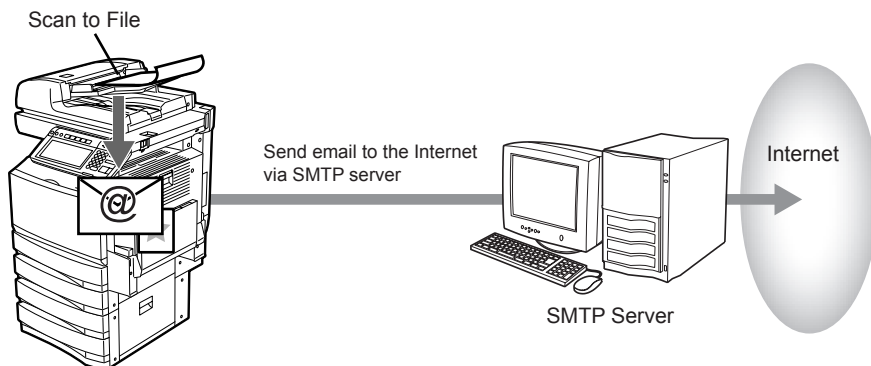 Scan to File
@
Send email to the Internet
via SMTP server
Internet
SMTP Server